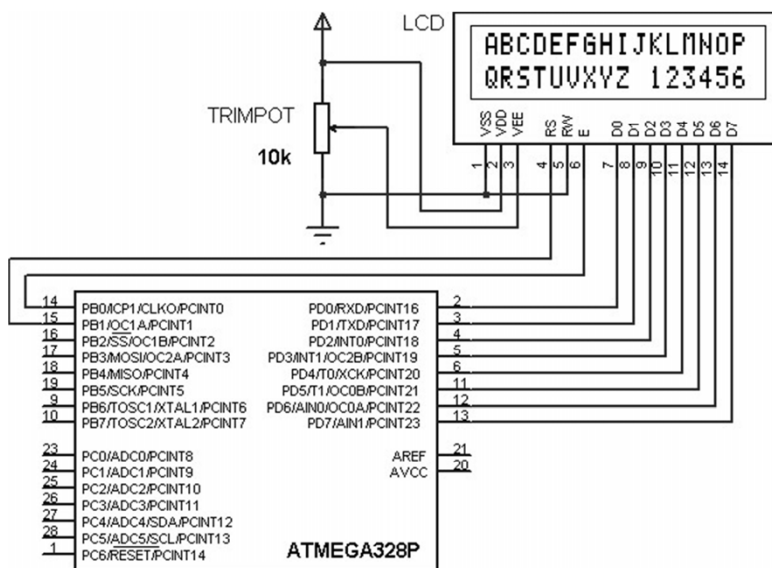 LCD
ABCDEFGHIJKLMNOP
QRSTUVXYZ 123456
TRIMPOT
10k
VSS VDD VEE RS RW E D0 D1 D2 D3 D4 D5 D6 D7
1 2 3 4 5 6 7 8 9 10 11 12 13 14
14 PB0/ICP1/CLKO/PCINT0 PD0/RXD/PCINT16 2
15 PB1/OC1A/PCINT1 PD1/TXD/PCINT17 3
16 PB2/SS/OC1B/PCINT2 PD2/INT0/PCINT18 4
17 PB3/MOSI/OC2A/PCINT3 PD3/INT1/OC2B/PCINT19 5
18 PB4/MISO/PCINT4 PD4/T0/XCK/PCINT20 6
19 PB5/SCK/PCINT5 PD5/T1/OC0B/PCINT21 11
9 PB6/TOSC1/XTAL1/PCINT6 PD6/AIN0/OC0A/PCINT22 12
10 PB7/TOSC2/XTAL2/PCINT7 PD7/AIN1/PCINT23 13
23 PC0/ADC0/PCINT8 AREF 21
24 PC1/ADC1/PCINT9 AVCC 20
25 PC2/ADC2/PCINT10
26 PC3/ADC3/PCINT11
27 PC4/ADC4/SDA/PCINT12
28 PC5/ADC5/SCL/PCINT13
1 PC6/RESET/PCINT14
ATMEGA328P